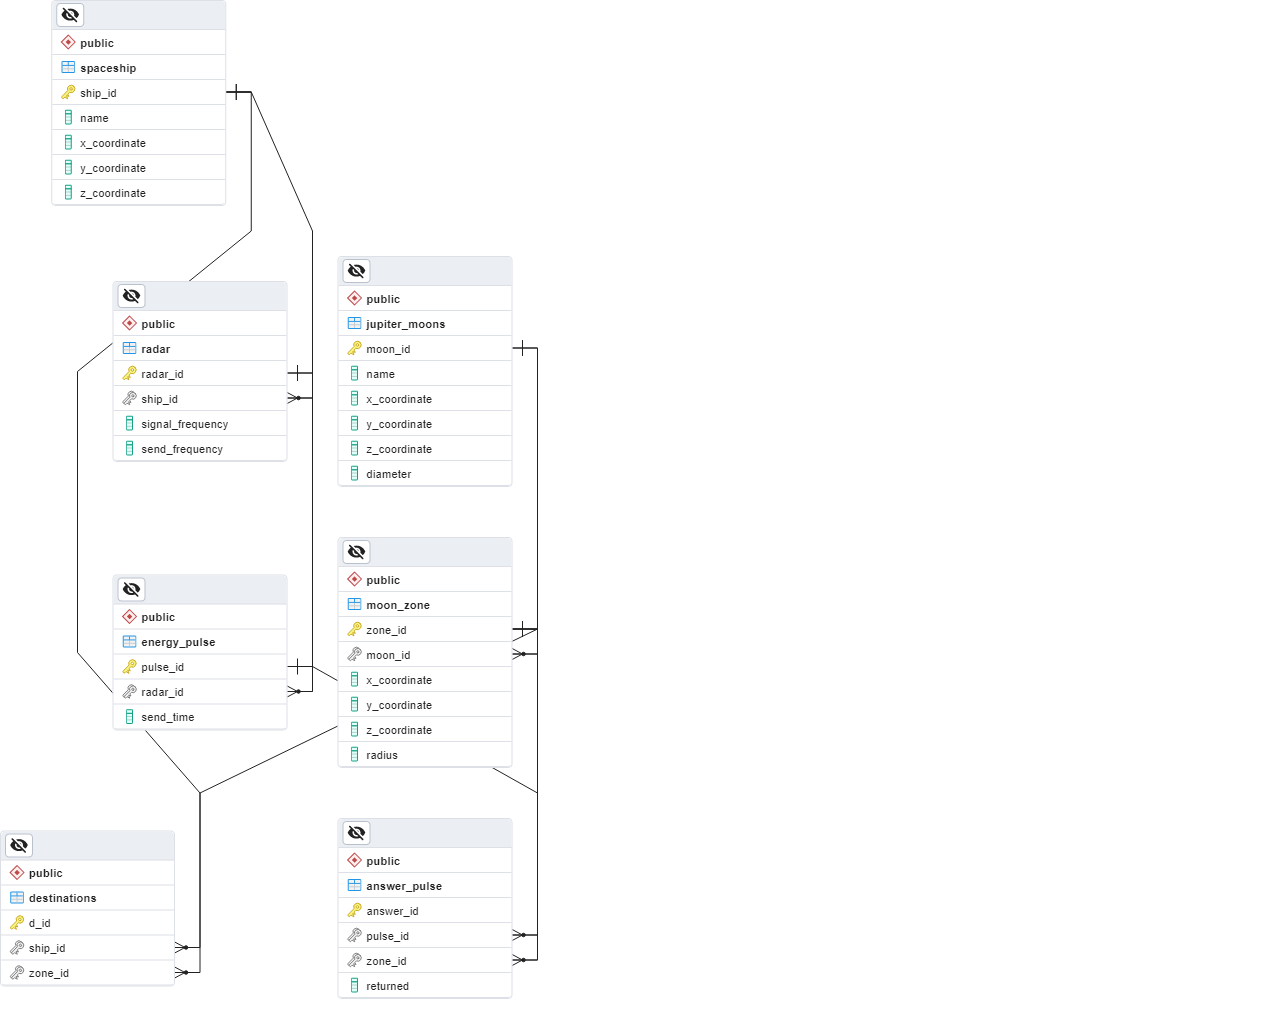 public
spaceship
ship_id
name
x_coordinate
y_coordinate
z_coordinate
public
radar
radar_id
ship_id
signal_frequency
send_frequency
public
jupiter_moons
moon_id
name
x_coordinate
y_coordinate
z_coordinate
diameter
public
energy_pulse
pulse_id
radar_id
send_time
public
moon_zone
zone_id
moon_id
x_coordinate
y_coordinate
z_coordinate
radius
public
destinations
d_id
ship_id
zone_id
public
answer_pulse
answer_id
pulse_id
zone_id
returned